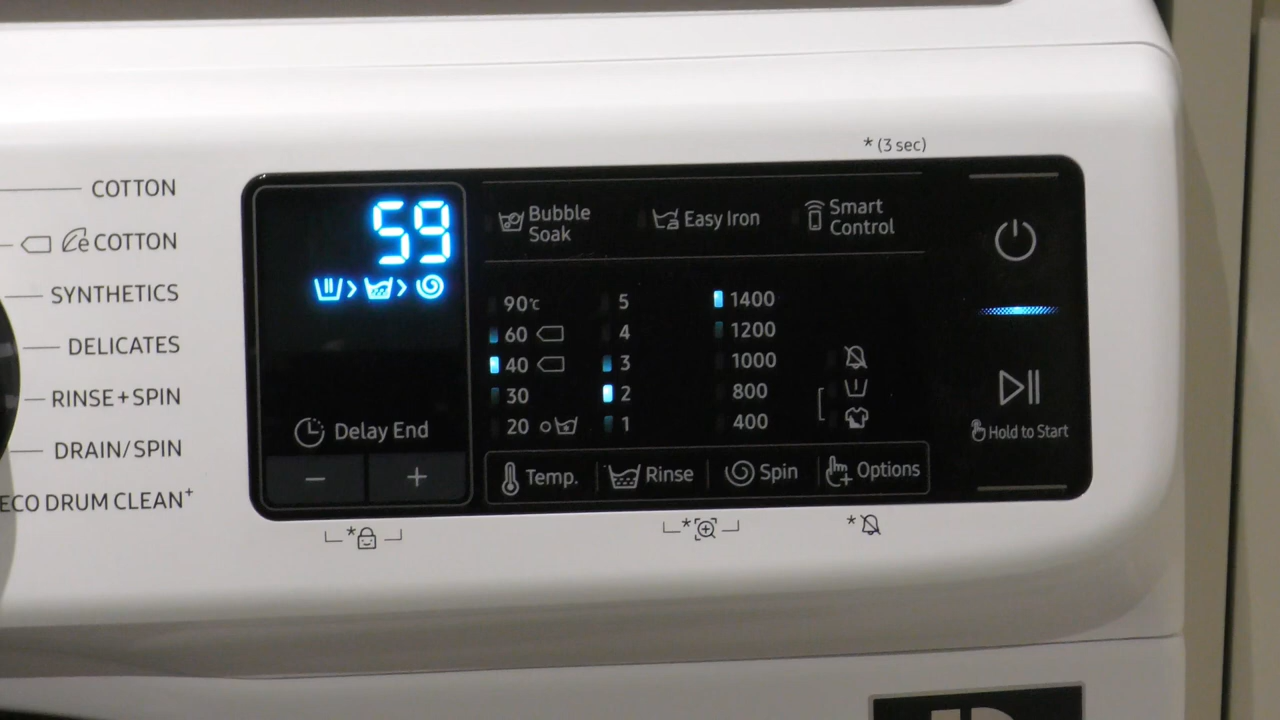 * (3 sec)
COTTON
e COTTON
SYNTHETICS
DELICATES
RINSE+SPIN
DRAIN/SPIN
ECO DRUM CLEAN+
59
Delay End
− +
Bubble Soak
Easy Iron
Smart Control
90℃ 5 1400
60 4 1200
40 3 1000
30 2 800
20 1 400
Temp. Rinse Spin Options
Hold to Start
* * *